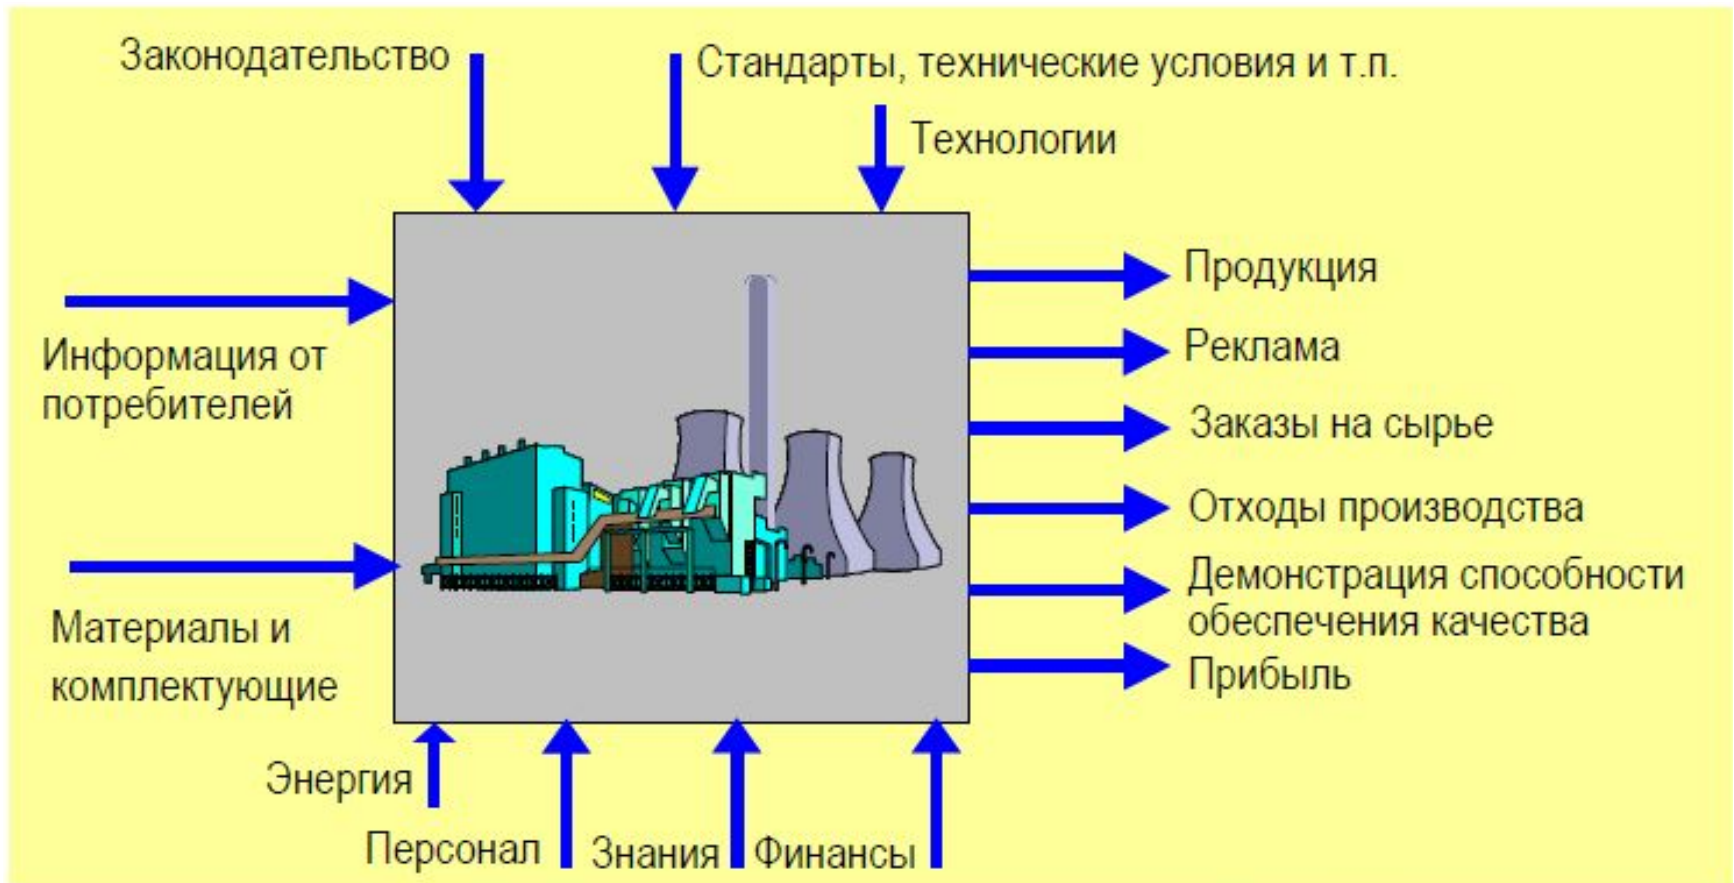 Законодательство
Стандарты, технические условия и т.п.
Технологии
Информация от
потребителей
Материалы и
комплектующие
Продукция
Реклама
Заказы на сырье
Отходы производства
Демонстрация способности
обеспечения качества
Прибыль
Энергия
Персонал
Знания
Финансы